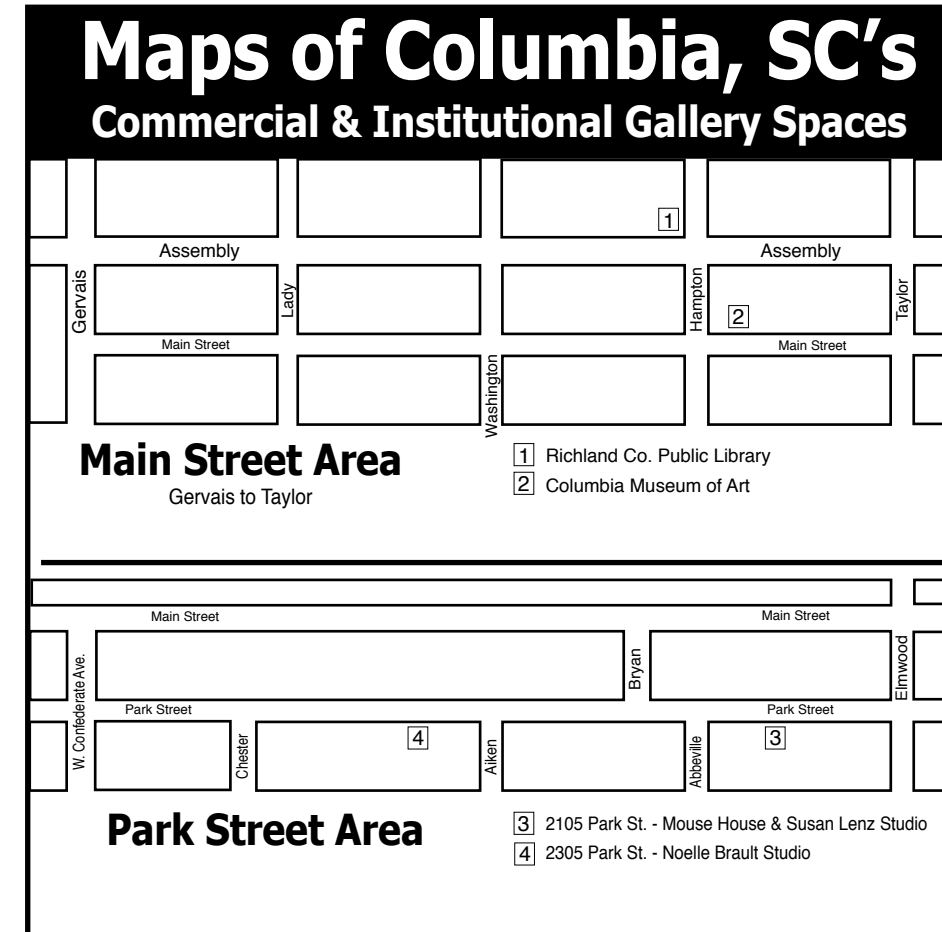 Maps of Columbia, SC's
Commercial & Institutional Gallery Spaces
1
Assembly
Assembly
Gervais
Lady
Hampton
Taylor
2
Main Street
Main Street
Washington
Main Street Area
Gervais to Taylor
1 Richland Co. Public Library
2 Columbia Museum of Art
Main Street
Main Street
W. Confederate Ave.
Bryan
Elmwood
Park Street
Park Street
Chester
4
Aiken
Abbeville
3
Park Street Area
3 2105 Park St. - Mouse House & Susan Lenz Studio
4 2305 Park St. - Noelle Brault Studio